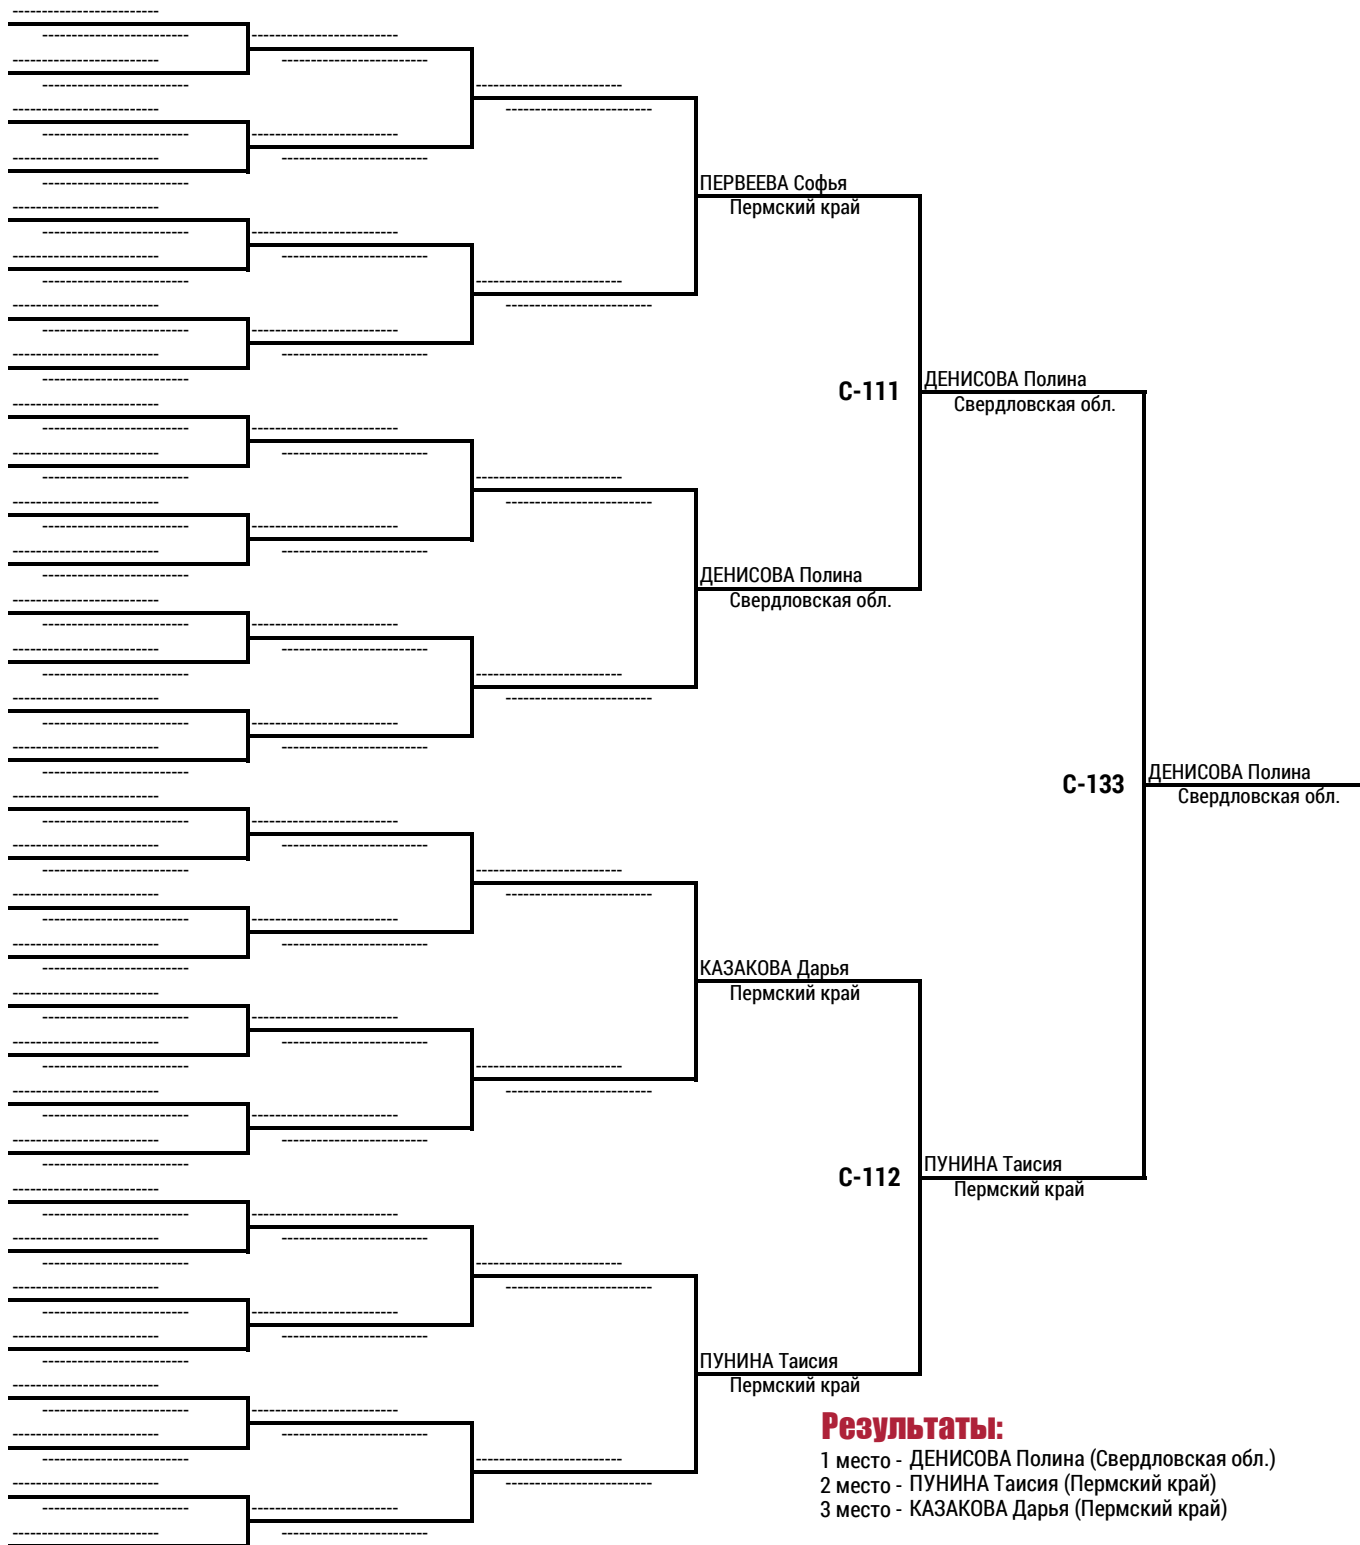 ПЕРВЕЕВА Софья
Пермский край
С-111
ДЕНИСОВА Полина
Свердловская обл.
ДЕНИСОВА Полина
Свердловская обл.
С-133
ДЕНИСОВА Полина
Свердловская обл.
КАЗАКОВА Дарья
Пермский край
С-112
ПУНИНА Таисия
Пермский край
ПУНИНА Таисия
Пермский край
Результаты:
1 место - ДЕНИСОВА Полина (Свердловская обл.)
2 место - ПУНИНА Таисия (Пермский край)
3 место - КАЗАКОВА Дарья (Пермский край)